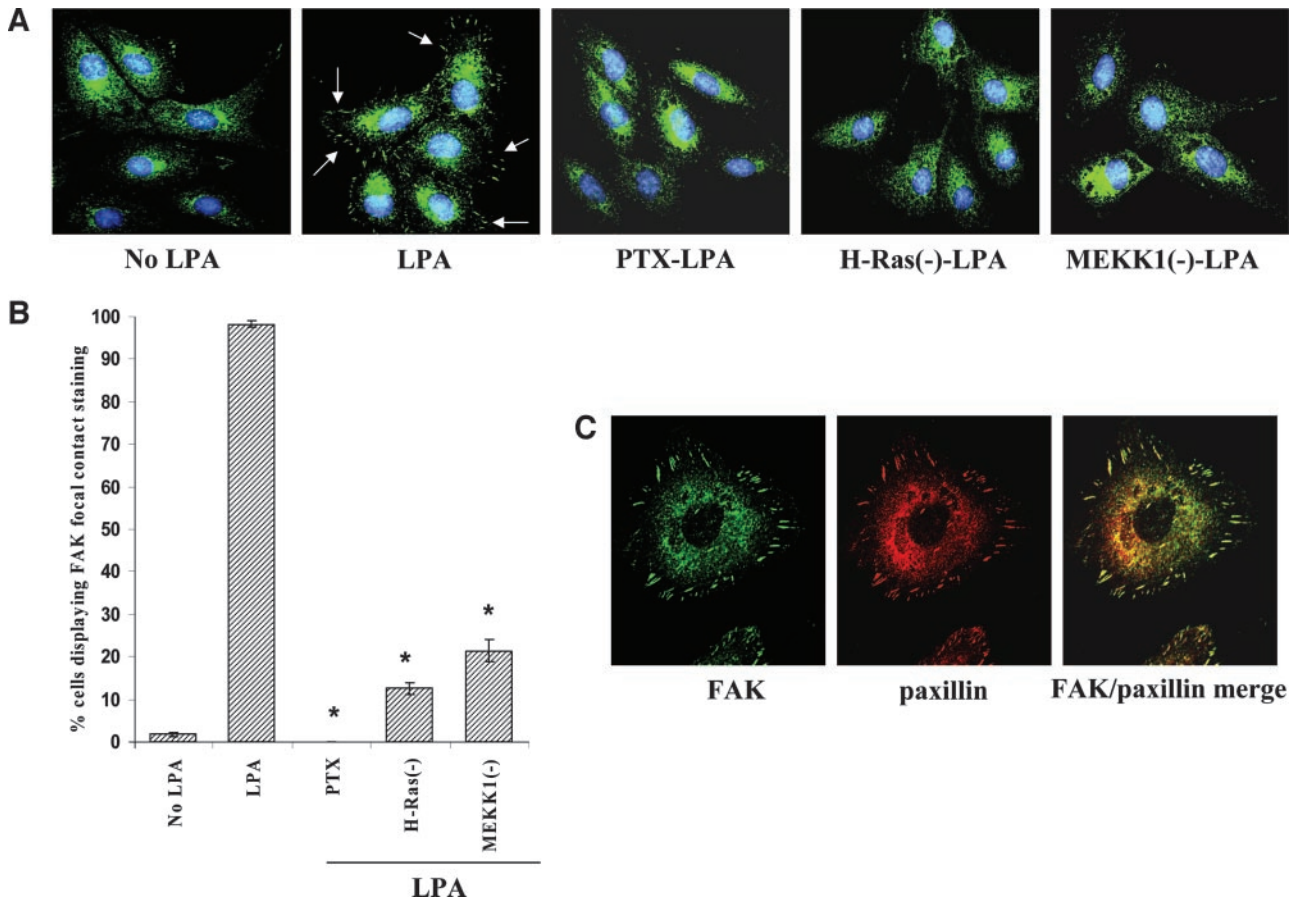 A
No LPA
LPA
PTX-LPA
H-Ras(-)-LPA
MEKK1(-)-LPA
B
% cells displaying FAK focal contact staining
100
90
80
70
60
50
40
30
20
10
0
*
*
*
No LPA
LPA
PTX
H-Ras(-)
MEKK1(-)
LPA
C
FAK
paxillin
FAK/paxillin merge